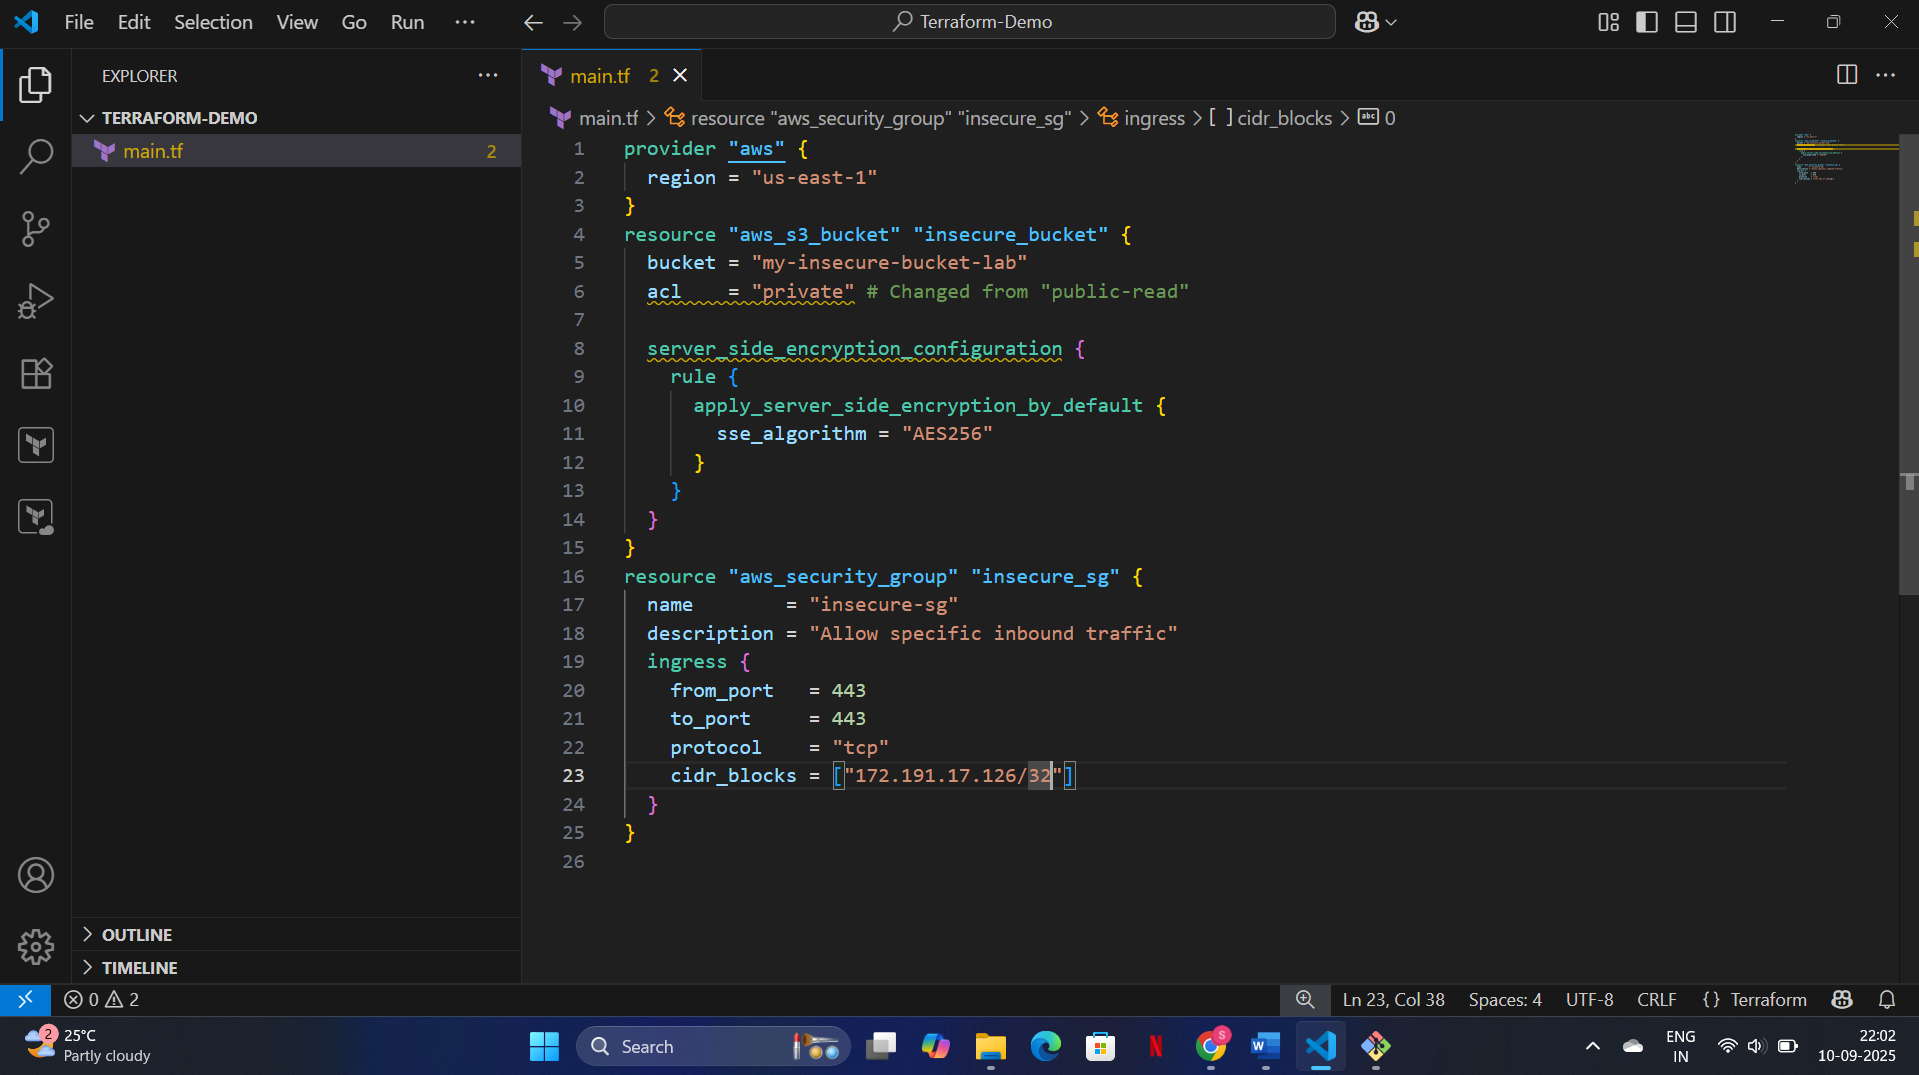 File Edit Selection View Go Run ··· Terraform-Demo
EXPLORER ···
TERRAFORM-DEMO
main.tf 2
main.tf 2
main.tf > resource "aws_security_group" "insecure_sg" > ingress > [ ] cidr_blocks > abc 0
1 provider "aws" {
2 region = "us-east-1"
3 }
4 resource "aws_s3_bucket" "insecure_bucket" {
5 bucket = "my-insecure-bucket-lab"
6 acl    = "private" # Changed from "public-read"
7
8 server_side_encryption_configuration {
9 rule {
10 apply_server_side_encryption_by_default {
11 sse_algorithm = "AES256"
12 }
13 }
14 }
15 }
16 resource "aws_security_group" "insecure_sg" {
17 name        = "insecure-sg"
18 description = "Allow specific inbound traffic"
19 ingress {
20 from_port   = 443
21 to_port     = 443
22 protocol    = "tcp"
23 cidr_blocks = ["172.191.17.126/32"]
24 }
25 }
26
OUTLINE
TIMELINE
0 2 Ln 23, Col 38 Spaces: 4 UTF-8 CRLF {} Terraform
2 25°C
Partly cloudy
Search
S
W
N
ENG
IN
22:02
10-09-2025